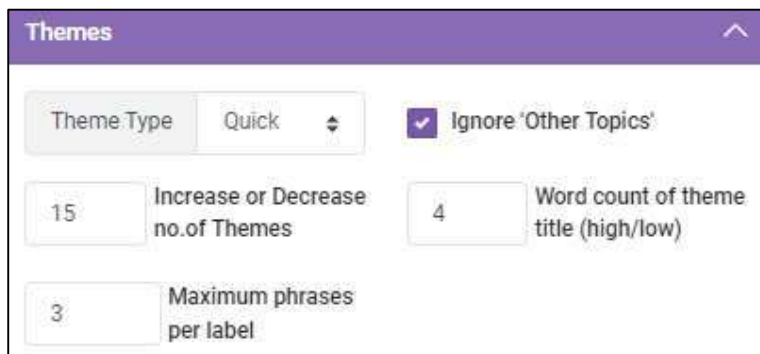 Themes
Theme Type Quick
Ignore 'Other Topics'
15
Increase or Decrease
no.of Themes
4
Word count of theme
title (high/low)
3
Maximum phrases
per label